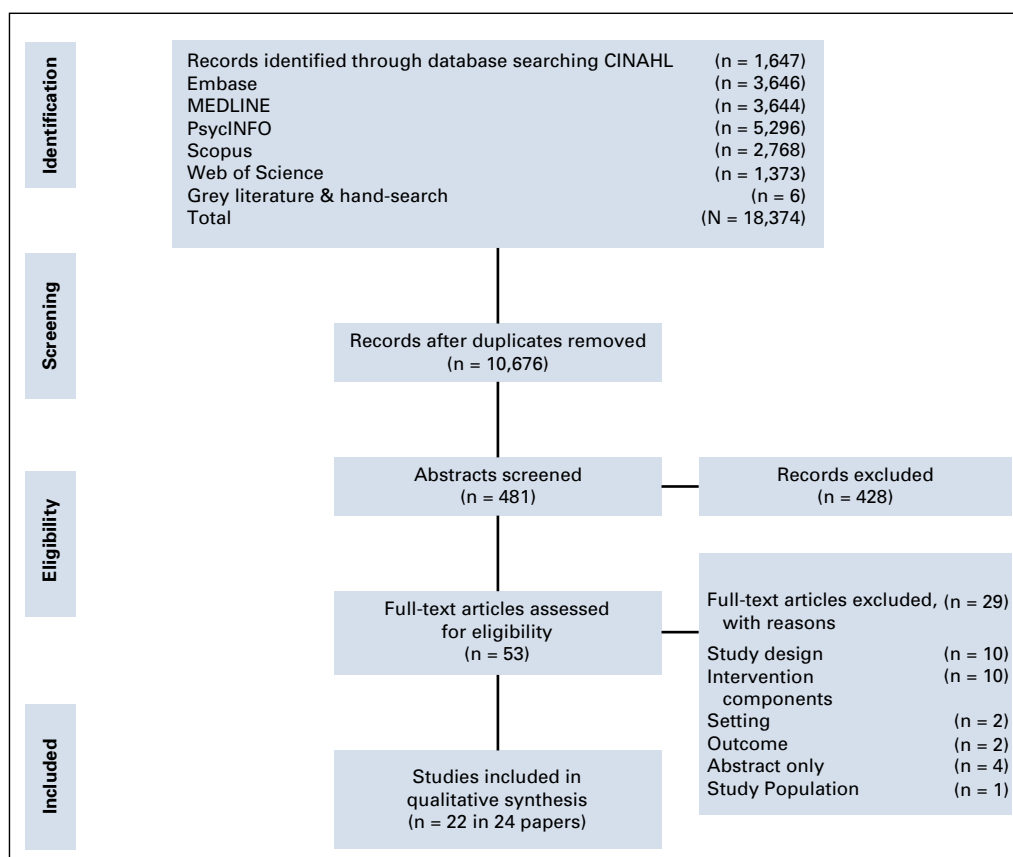 Identification
Records identified through database searching CINAHL (n = 1,647)
Embase (n = 3,646)
MEDLINE (n = 3,644)
PsycINFO (n = 5,296)
Scopus (n = 2,768)
Web of Science (n = 1,373)
Grey literature & hand-search (n = 6)
Total (N = 18,374)
Screening
Records after duplicates removed
(n = 10,676)
Eligibility
Abstracts screened
(n = 481)
Records excluded
(n = 428)
Full-text articles assessed
for eligibility
(n = 53)
Full-text articles excluded, (n = 29)
with reasons
Study design (n = 10)
Intervention (n = 10)
components
Setting (n = 2)
Outcome (n = 2)
Abstract only (n = 4)
Study Population (n = 1)
Included
Studies included in
qualitative synthesis
(n = 22 in 24 papers)